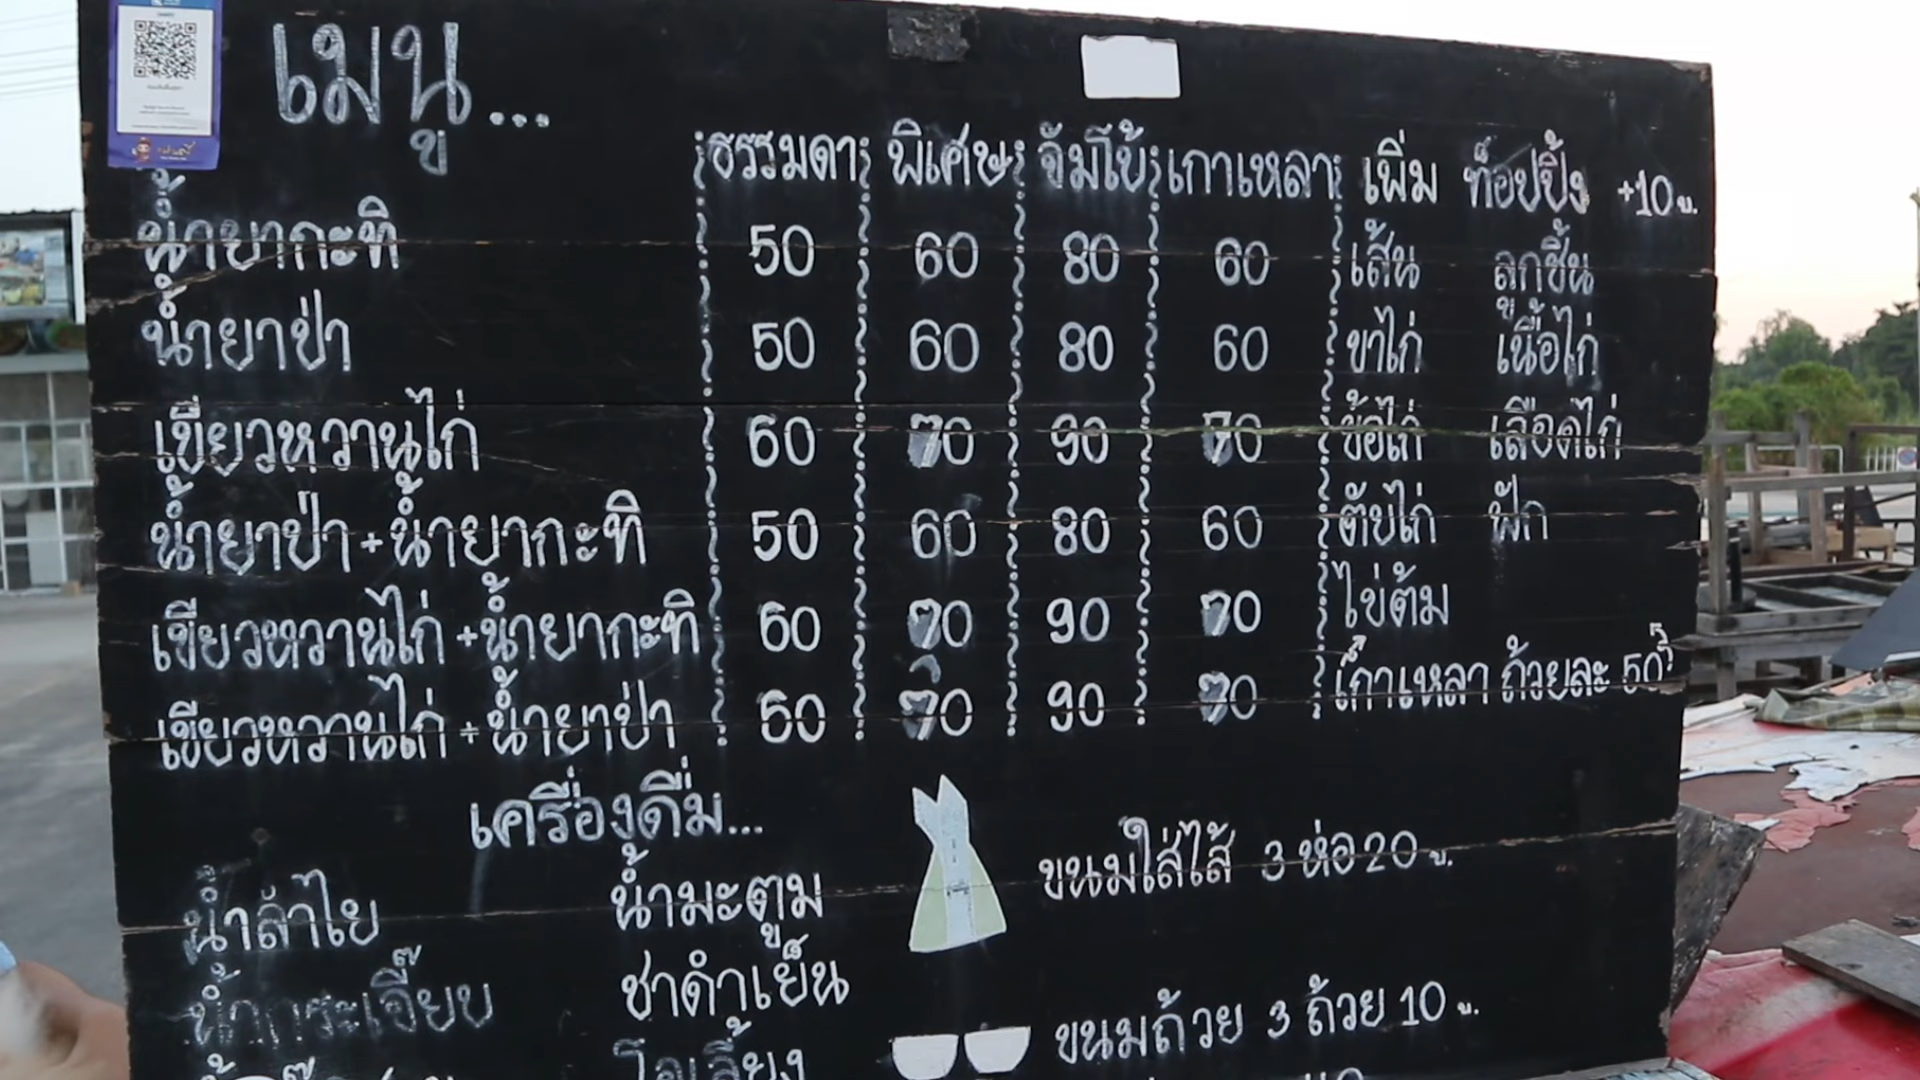 เมนู...
ธรรมดา พิเศษ จัมโบ้ เกาเหลา เพิ่ม ท็อปปิ้ง +10 บ.
น้ำยากะทิ 50 60 80 60 เส้น ลูกชิ้น
น้ำยาป่า 50 60 80 60 ขาไก่ เนื้อไก่
เขียวหวานไก่ 60 70 90 70 ข้อไก่ เลือดไก่
น้ำยาป่า+น้ำยากะทิ 50 60 80 60 ตับไก่ ฟัก
เขียวหวานไก่+น้ำยากะทิ 60 70 90 70 ไข่ต้ม
เขียวหวานไก่+น้ำยาป่า 60 70 90 70 เกาเหลา ถ้วยละ 50
เครื่องดื่ม...
น้ำลำไย น้ำมะตูม ขนมใส่ไส้ 3 ห่อ 20 บ.
น้ำกระเจี๊ยบ ชาดำเย็น ขนมถ้วย 3 ถ้วย 10 บ.
โอเลี้ยง